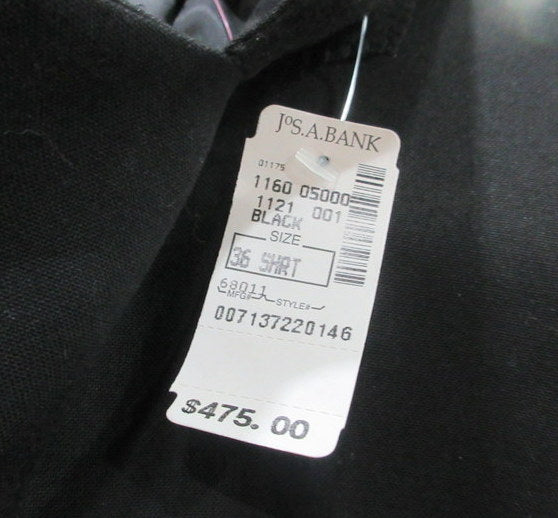 JoS.A.BANK
01175
1160 05000
1121 001
BLACK
SIZE
36 SHRT
68011
MFG# STYLE#
007137220146
$475.00